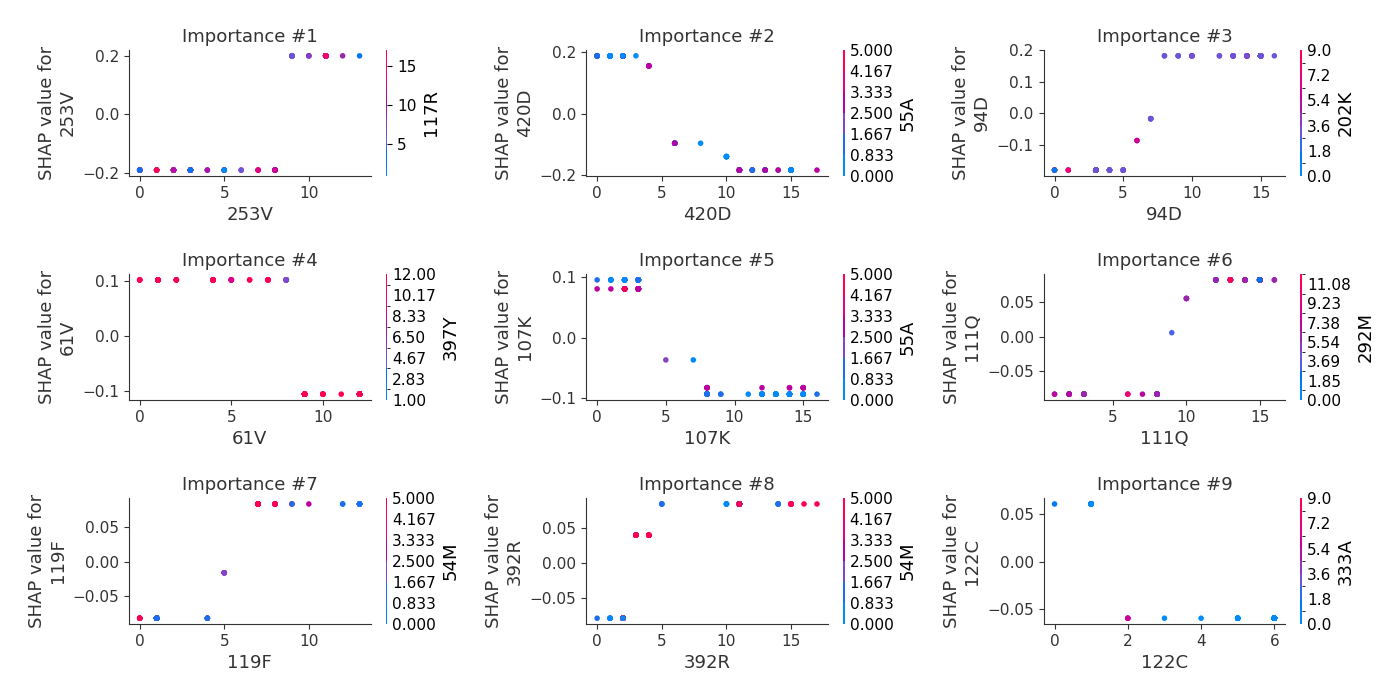 Importance #1
SHAP value for
253V
0.2
0.0
−0.2
0
5
10
253V
15
10
5
117R
Importance #2
SHAP value for
420D
0.2
0.0
−0.2
0
5
10
15
420D
5.000
4.167
3.333
2.500
1.667
0.833
0.000
55A
Importance #3
SHAP value for
94D
0.2
0.1
0.0
−0.1
0
5
10
15
94D
9.0
7.2
5.4
3.6
1.8
0.0
202K
Importance #4
SHAP value for
61V
0.1
0.0
−0.1
0
5
10
61V
12.00
10.17
8.33
6.50
4.67
2.83
1.00
397Y
Importance #5
SHAP value for
107K
0.1
0.0
−0.1
0
5
10
15
107K
5.000
4.167
3.333
2.500
1.667
0.833
0.000
55A
Importance #6
SHAP value for
111Q
0.05
0.00
−0.05
5
10
15
111Q
11.08
9.23
7.38
5.54
3.69
1.85
0.00
292M
Importance #7
SHAP value for
119F
0.05
0.00
−0.05
0
5
10
119F
5.000
4.167
3.333
2.500
1.667
0.833
0.000
54M
Importance #8
SHAP value for
392R
0.05
0.00
−0.05
0
5
10
15
392R
5.000
4.167
3.333
2.500
1.667
0.833
0.000
54M
Importance #9
SHAP value for
122C
0.05
0.00
−0.05
0
2
4
6
122C
9.0
7.2
5.4
3.6
1.8
0.0
333A